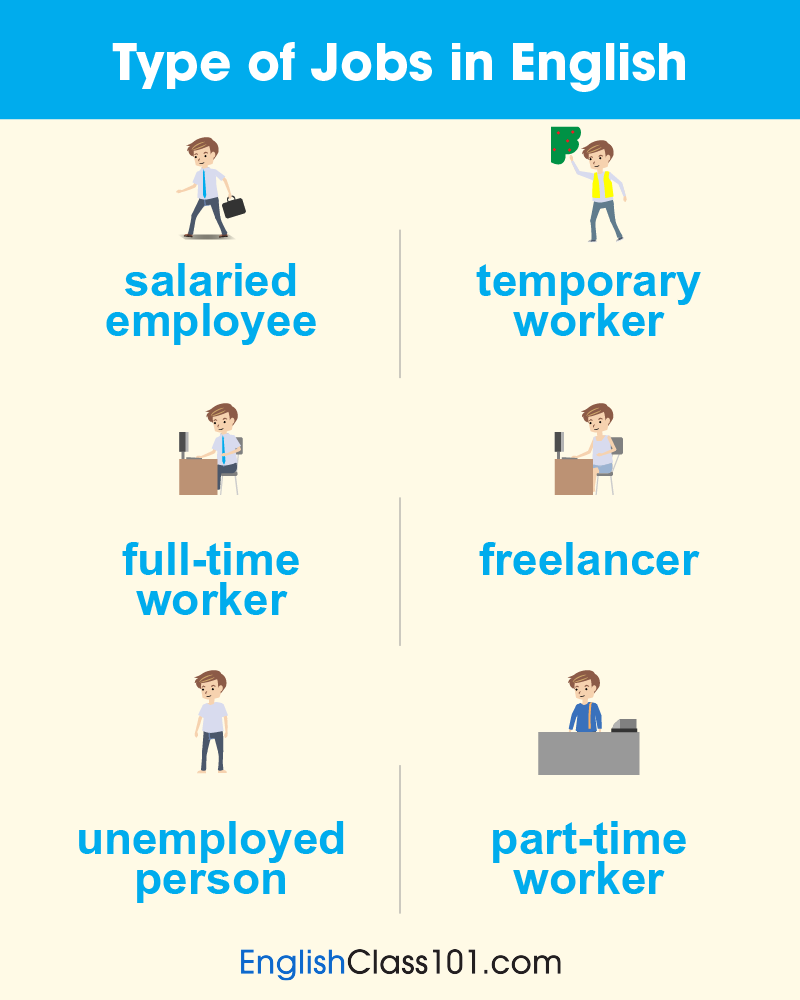 Type of Jobs in English
salaried
employee
temporary
worker
full-time
worker
freelancer
unemployed
person
part-time
worker
EnglishClass101.com